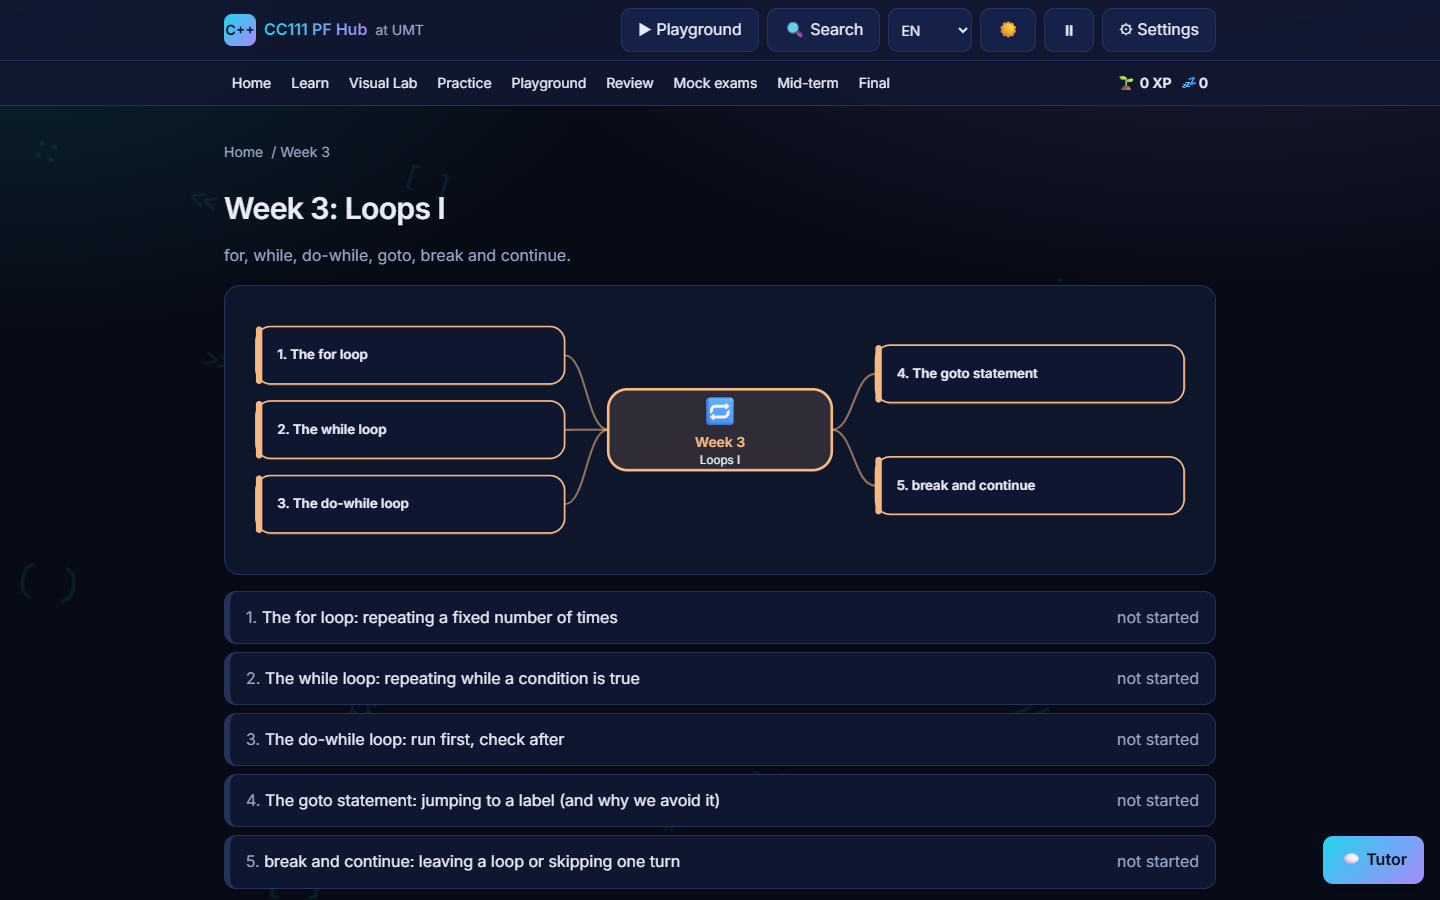 C++ CC111 PF Hub at UMT
▶ Playground
🔍 Search
EN
⚙ Settings
Home Learn Visual Lab Practice Playground Review Mock exams Mid-term Final
0 XP 0
Home / Week 3
Week 3: Loops I
for, while, do-while, goto, break and continue.
1. The for loop
2. The while loop
3. The do-while loop
Week 3
Loops I
4. The goto statement
5. break and continue
1. The for loop: repeating a fixed number of times not started
2. The while loop: repeating while a condition is true not started
3. The do-while loop: run first, check after not started
4. The goto statement: jumping to a label (and why we avoid it) not started
5. break and continue: leaving a loop or skipping one turn not started
Tutor